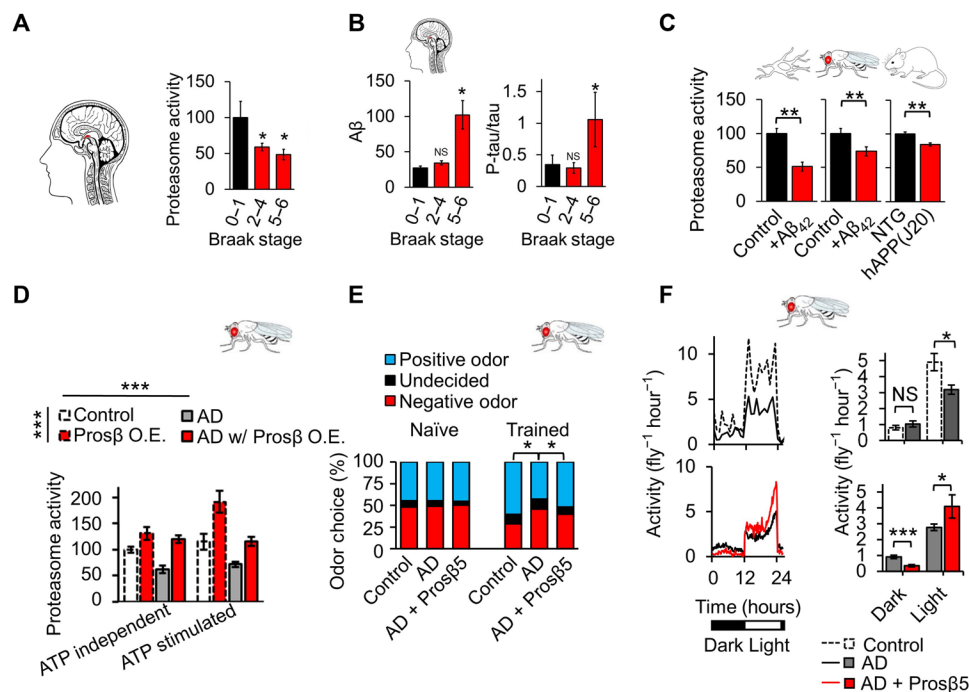 A
Proteasome activity
150
100
50
0
* *
0–1
2–4
5–6
Braak stage
B
Aβ
150
100
50
0
NS
*
0–1
2–4
5–6
Braak stage
P-tau/tau
1.5
1
0.5
0
NS
*
0–1
2–4
5–6
Braak stage
C
Proteasome activity
150
100
50
0
** ** **
Control
+Aβ42
Control
+Aβ42
NTG
hAPP(J20)
D
***
***
Control
AD
Prosβ O.E.
AD w/ Prosβ O.E.
Proteasome activity
200
150
100
50
0
ATP independent
ATP stimulated
E
Positive odor
Undecided
Negative odor
Naïve
Trained
* *
Odor choice (%)
100
75
50
25
0
Control
AD
AD + Prosβ5
Control
AD
AD + Prosβ5
F
Activity (fly⁻¹ hour⁻¹)
10
5
0
10
5
0
0 12 24
Time (hours)
Dark Light
Activity (fly⁻¹ hour⁻¹)
5
4
3
2
1
0
NS
*
5
4
3
2
1
0
***
*
Dark
Light
Control
AD
AD + Prosβ5